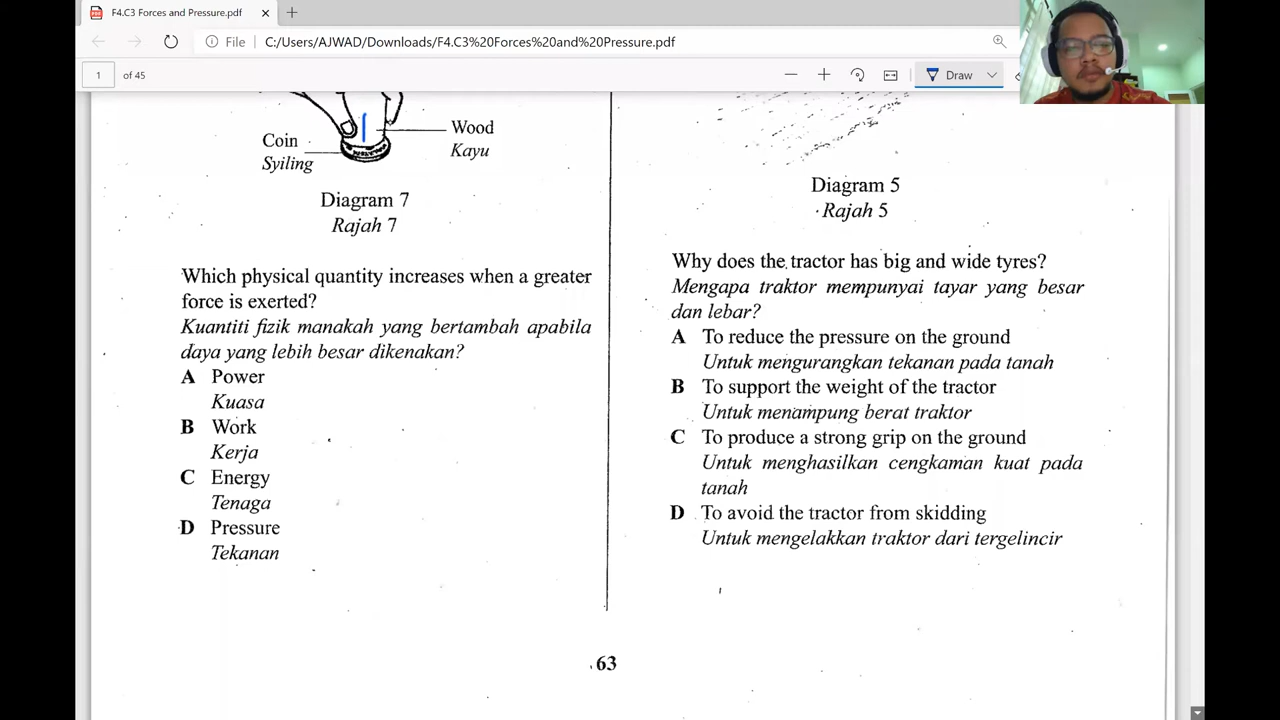 F4.C3 Forces and Pressure.pdf
File C:/Users/AJWAD/Downloads/F4.C3%20Forces%20and%20Pressure.pdf
1 of 45
Draw
Coin
Syiling
Wood
Kayu
Diagram 7
Rajah 7
Which physical quantity increases when a greater
force is exerted?
Kuantiti fizik manakah yang bertambah apabila
daya yang lebih besar dikenakan?
A Power
Kuasa
B Work
Kerja
C Energy
Tenaga
D Pressure
Tekanan
Diagram 5
Rajah 5
Why does the tractor has big and wide tyres?
Mengapa traktor mempunyai tayar yang besar
dan lebar?
A To reduce the pressure on the ground
Untuk mengurangkan tekanan pada tanah
B To support the weight of the tractor
Untuk menampung berat traktor
C To produce a strong grip on the ground
Untuk menghasilkan cengkaman kuat pada
tanah
D To avoid the tractor from skidding
Untuk mengelakkan traktor dari tergelincir
63